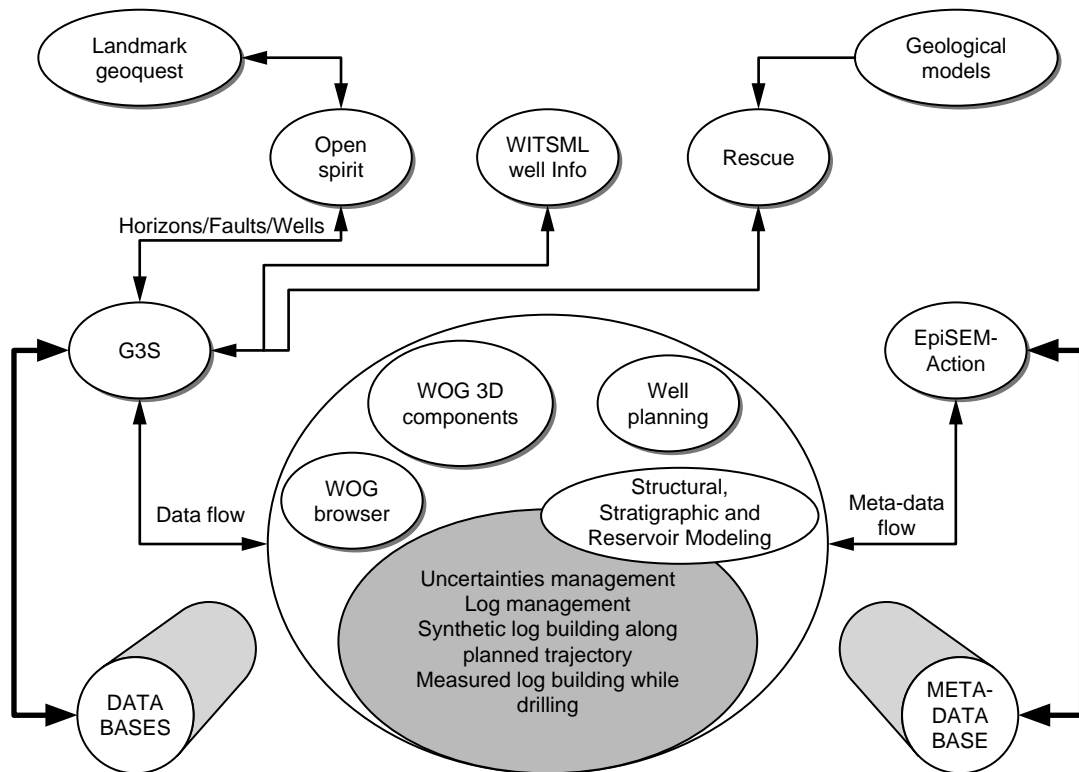 Landmark
geoquest
Geological
models
Open
spirit
WITSML
well Info
Rescue
Horizons/Faults/Wells
G3S
EpiSEM-
Action
WOG 3D
components
Well
planning
WOG
browser
Structural,
Stratigraphic and
Reservoir Modeling
Data flow
Meta-data
flow
Uncertainties management
Log management
Synthetic log building along
planned trajectory
Measured log building while
drilling
DATA
BASES
META-
DATA
BASE